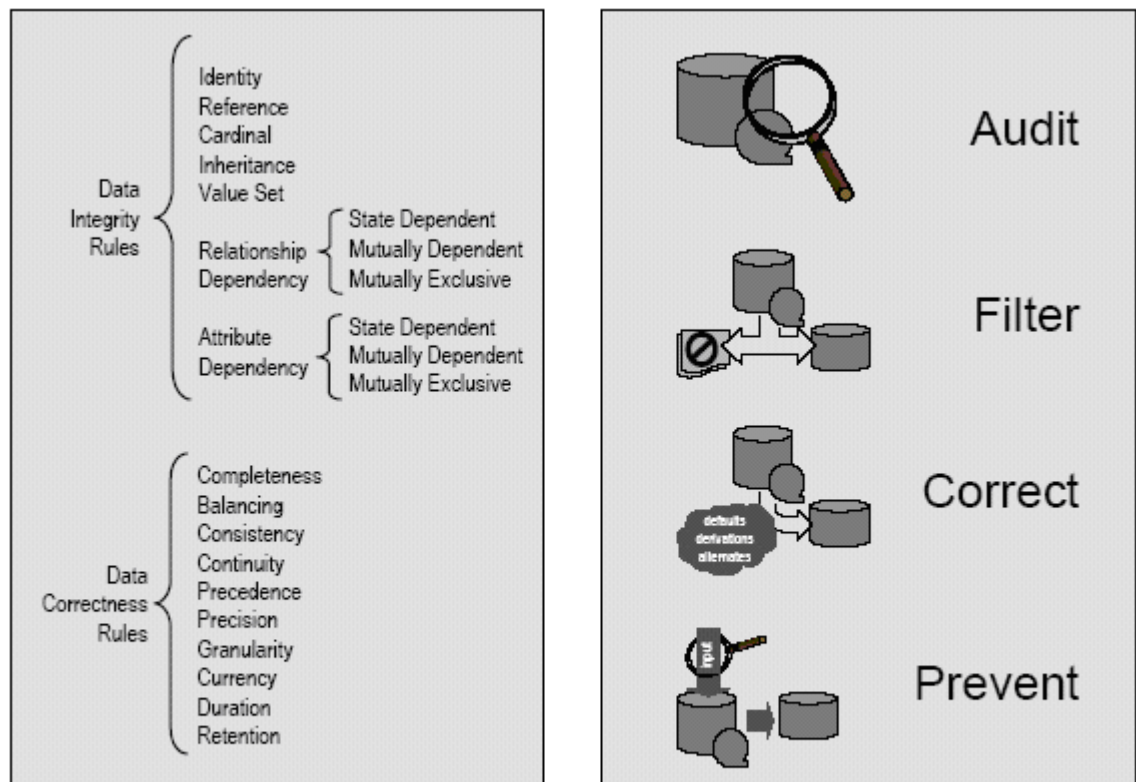 Data
Integrity
Rules
Identity
Reference
Cardinal
Inheritance
Value Set
Relationship
Dependency
State Dependent
Mutually Dependent
Mutually Exclusive
Attribute
Dependency
State Dependent
Mutually Dependent
Mutually Exclusive
Data
Correctness
Rules
Completeness
Balancing
Consistency
Continuity
Precedence
Precision
Granularity
Currency
Duration
Retention
Audit
Filter
Correct
defaults
derivations
alternates
Prevent
input